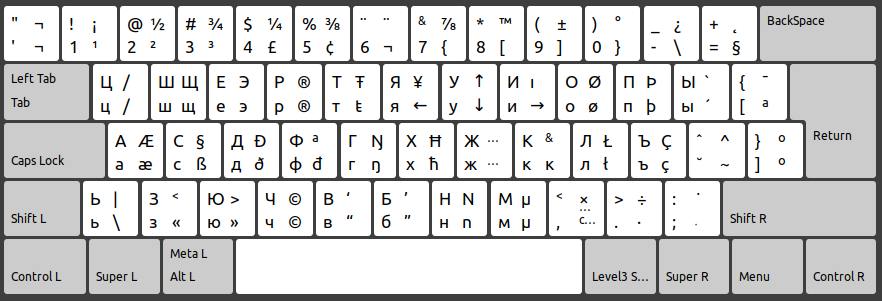 " ¬ ! ¡ @ ½ # ¾ $ ¼ % ⅜ ¨ ¨ & ⅞ * ™ ( ± ) ° _ ¿ + ˛ BackSpace
' ¬ 1 ¹ 2 ² 3 ³ 4 £ 5 ¢ 6 ¬ 7 { 8 [ 9 ] 0 } - \ = §
Left Tab Ц / Ш Щ Е Э Р ® Т Ŧ Я ¥ У ↑ И ı О Ø П Þ Ы ` { ¯
Tab ц / ш щ е э р ® т ŧ я ← у ↓ и → о ø п þ ы ´ [ ª
А Æ С § Д Ð Ф ª Г Ŋ Х Ħ Ж … К & Л Ł Ъ Ç ˆ ^ } º Return
Caps Lock а æ с ß д ð ф đ г ŋ х ħ ж … к к л ł ъ ç ˘ ~ ] º
Ь | З < Ю > Ч © В ‘ Б ’ Н N М µ < × > ÷ : ˙
Shift L ь \ з « ю » ч © в “ б ” н n м µ , с… . · ; Shift R
Meta L
Control L Super L Alt L Level3 S… Super R Menu Control R